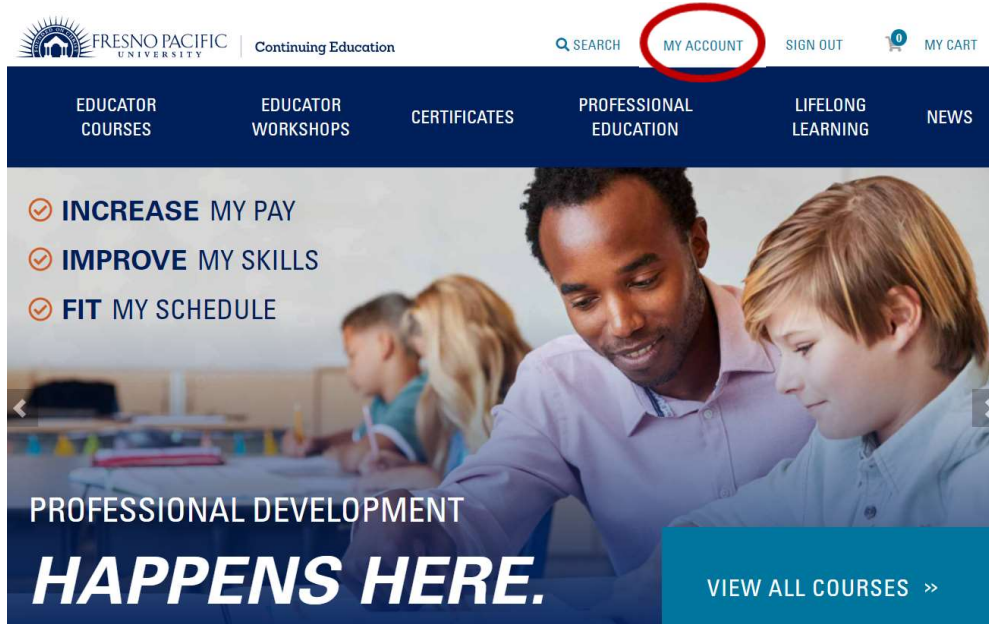 FRESNO PACIFIC
UNIVERSITY
Continuing Education
SEARCH
MY ACCOUNT
SIGN OUT
0
MY CART
EDUCATOR
COURSES
EDUCATOR
WORKSHOPS
CERTIFICATES
PROFESSIONAL
EDUCATION
LIFELONG
LEARNING
NEWS
INCREASE MY PAY
IMPROVE MY SKILLS
FIT MY SCHEDULE
PROFESSIONAL DEVELOPMENT
HAPPENS HERE.
VIEW ALL COURSES »